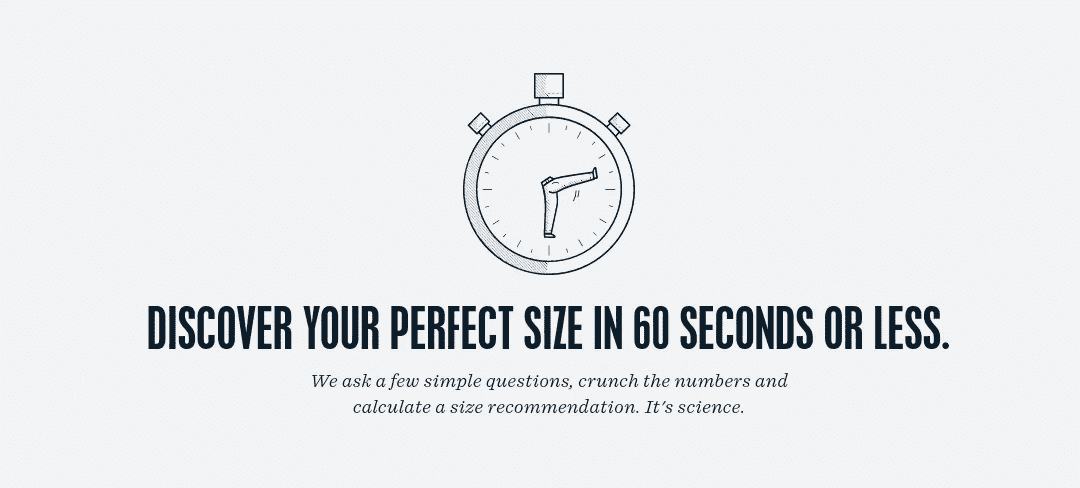 DISCOVER YOUR PERFECT SIZE IN 60 SECONDS OR LESS.
We ask a few simple questions, crunch the numbers and
calculate a size recommendation. It's science.